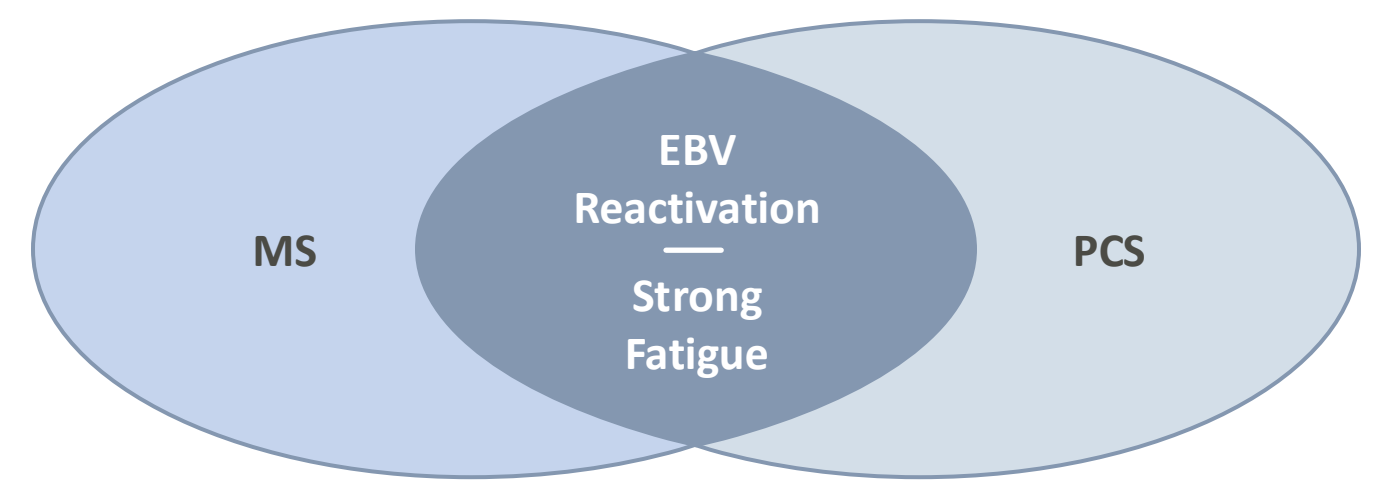 MS
EBV
Reactivation
Strong
Fatigue
PCS